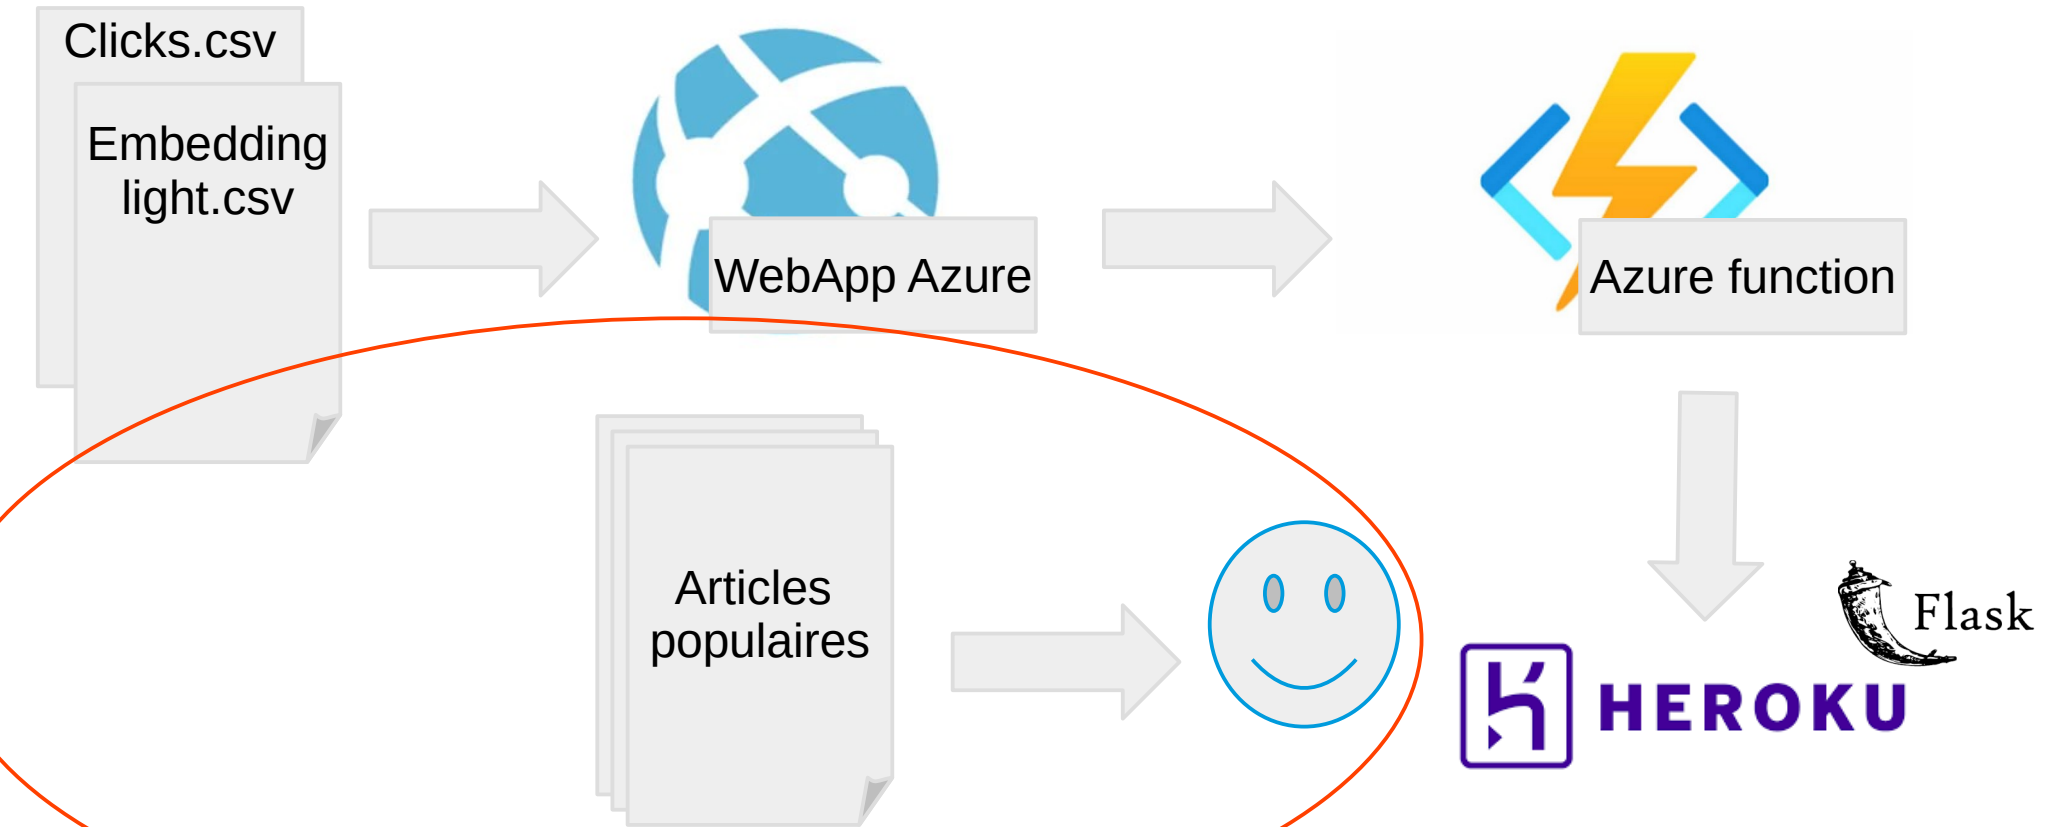 Clicks.csv
Embedding
light.csv
WebApp Azure
Azure function
Articles
populaires
Flask
HEROKU